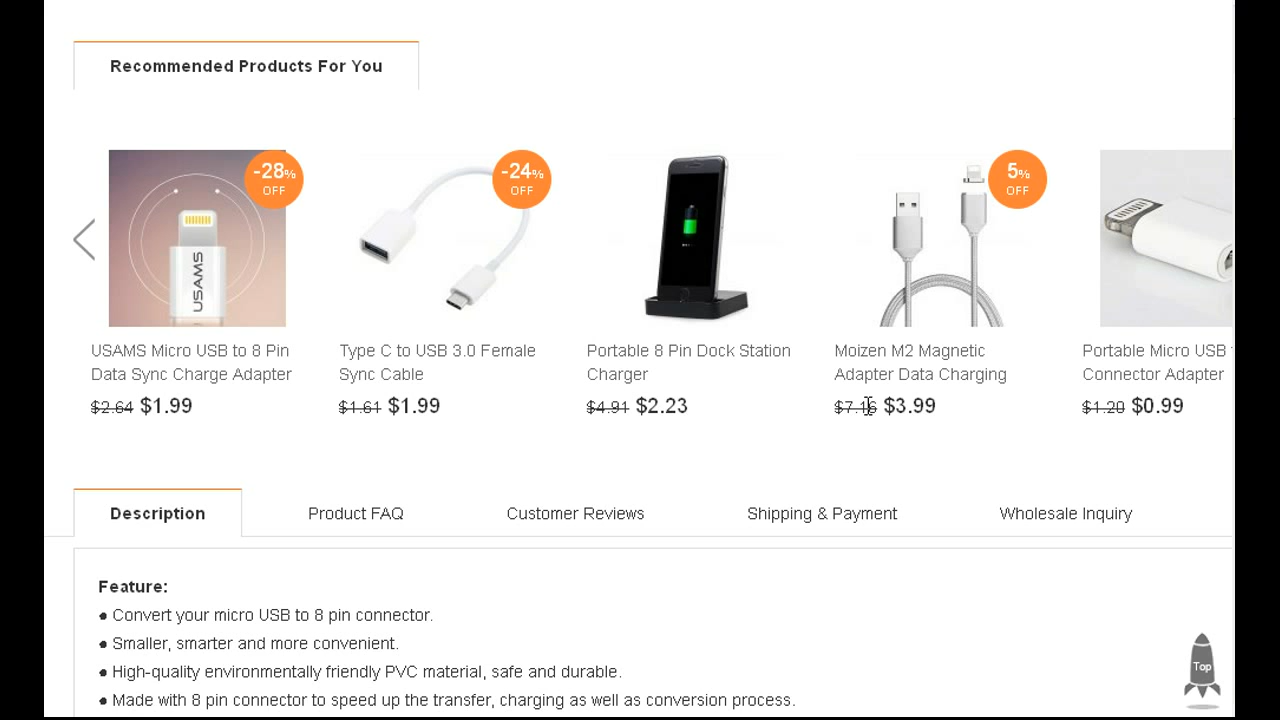 Recommended Products For You
-28% OFF
-24% OFF
5% OFF
USAMS
USAMS Micro USB to 8 Pin
Data Sync Charge Adapter
$2.64 $1.99
Type C to USB 3.0 Female
Sync Cable
$1.61 $1.99
Portable 8 Pin Dock Station
Charger
$4.91 $2.23
Moizen M2 Magnetic
Adapter Data Charging
$7.16 $3.99
Portable Micro USB
Connector Adapter
$1.20 $0.99
Description
Product FAQ
Customer Reviews
Shipping & Payment
Wholesale Inquiry
Feature:
● Convert your micro USB to 8 pin connector.
● Smaller, smarter and more convenient.
● High-quality environmentally friendly PVC material, safe and durable.
● Made with 8 pin connector to speed up the transfer, charging as well as conversion process.
Top